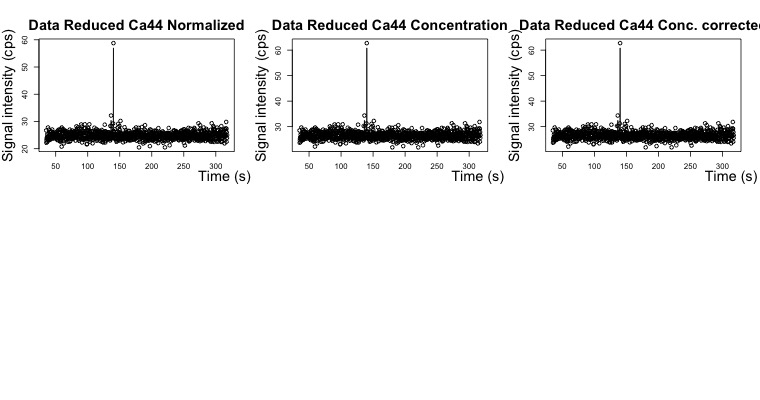 Data Reduced Ca44 Normalized
Signal intensity (cps)
20 30 40 50 60
50 100 150 200 250 300
Time (s)
Data Reduced Ca44 Concentration
Signal intensity (cps)
30 40 50 60
50 100 150 200 250 300
Time (s)
Data Reduced Ca44 Conc. corrected
Signal intensity (cps)
30 40 50 60
50 100 150 200 250 300
Time (s)